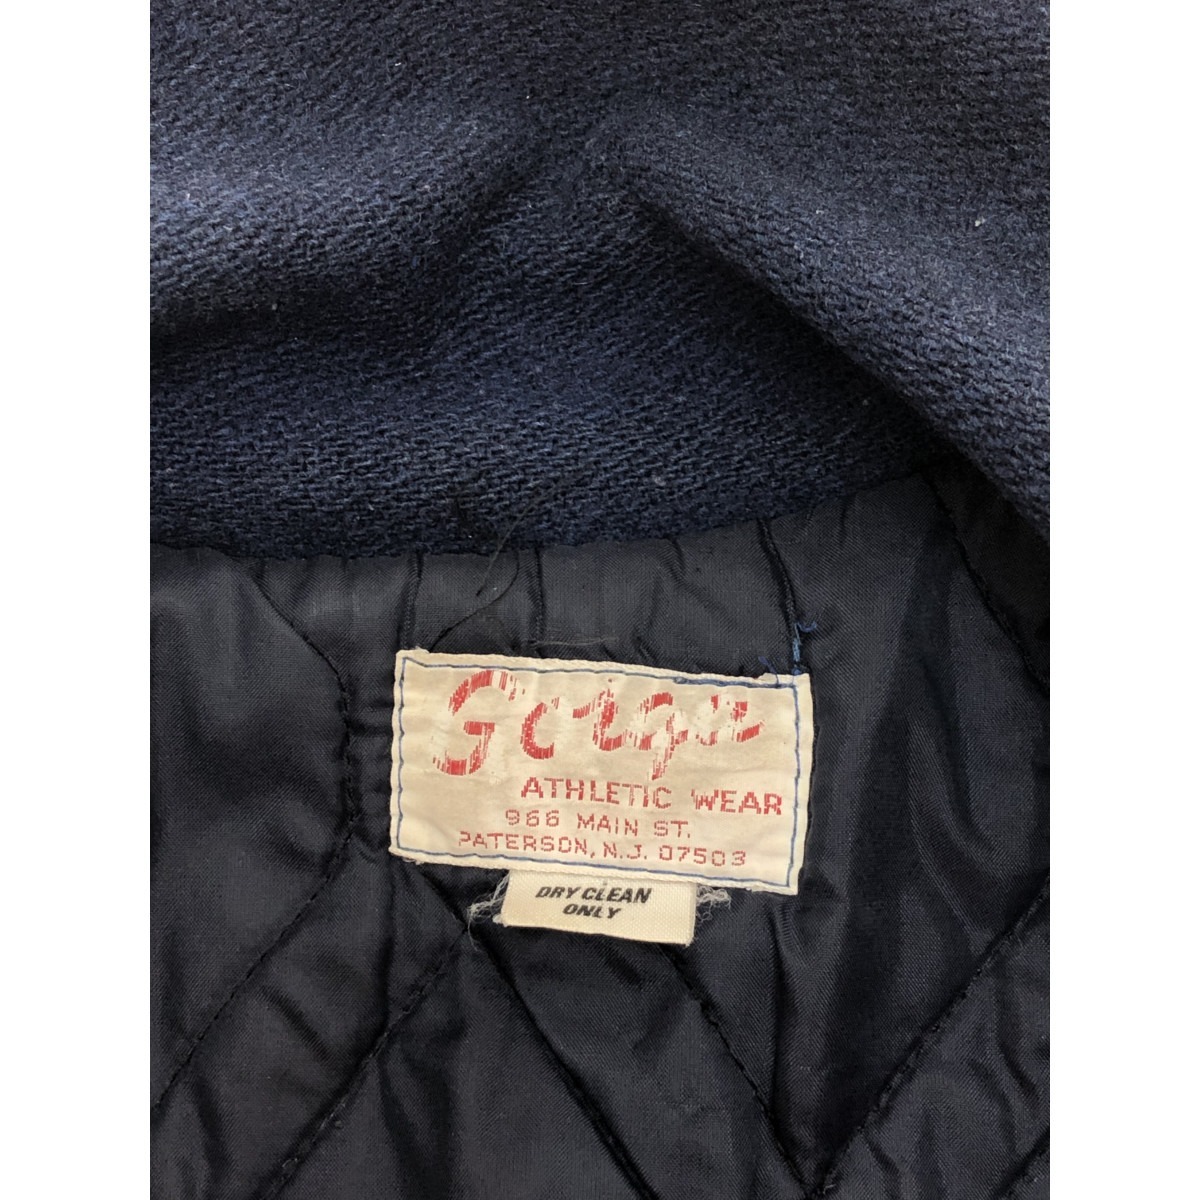 ATHLETIC WEAR
966 MAIN ST.
PATERSON, N.J. 07503
DRY CLEAN
ONLY